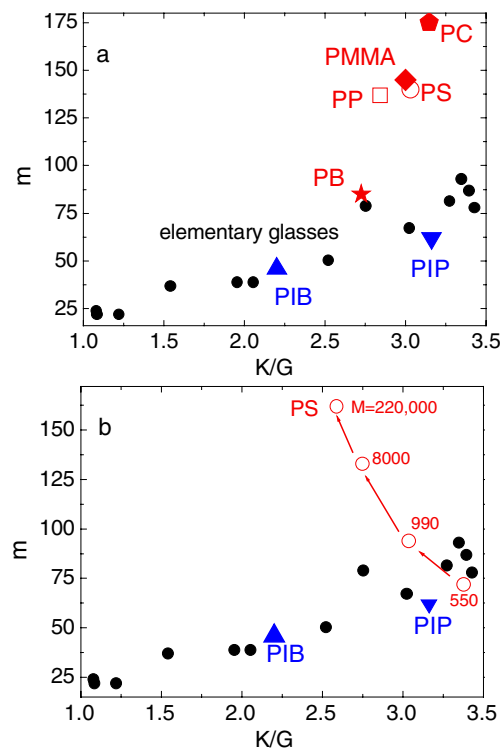 a
175
150
125
100
75
50
25
m
PC
PMMA
PP
PS
PB
elementary glasses
PIB
PIP
1.0 1.5 2.0 2.5 3.0 3.5
K/G
b
175
150
125
100
75
50
25
m
PS M=220,000
8000
990
550
PIB
PIP
1.0 1.5 2.0 2.5 3.0 3.5
K/G